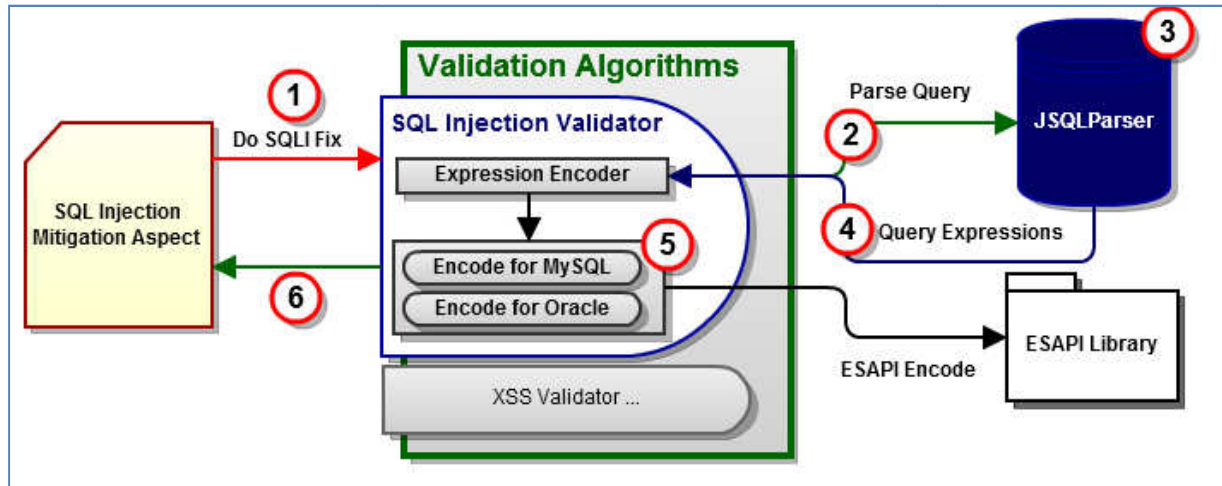 Validation Algorithms
1
Do SQLI Fix
SQL Injection
Mitigation Aspect
SQL Injection Validator
Expression Encoder
5
Encode for MySQL
Encode for Oracle
6
XSS Validator ...
Parse Query
2
3
JSQLParser
4
Query Expressions
ESAPI Encode
ESAPI Library